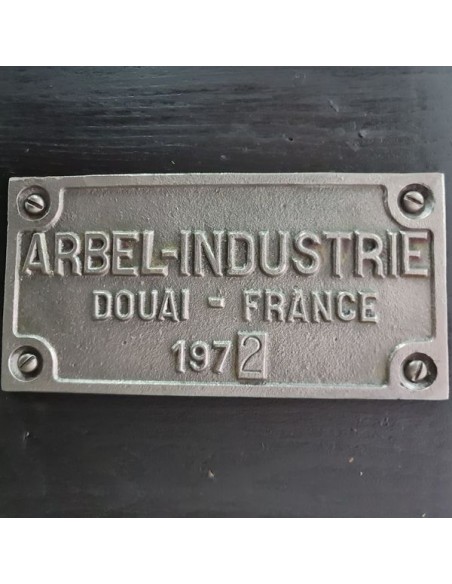 ARBEL-INDUSTRIE
DOUAI - FRANCE
1972